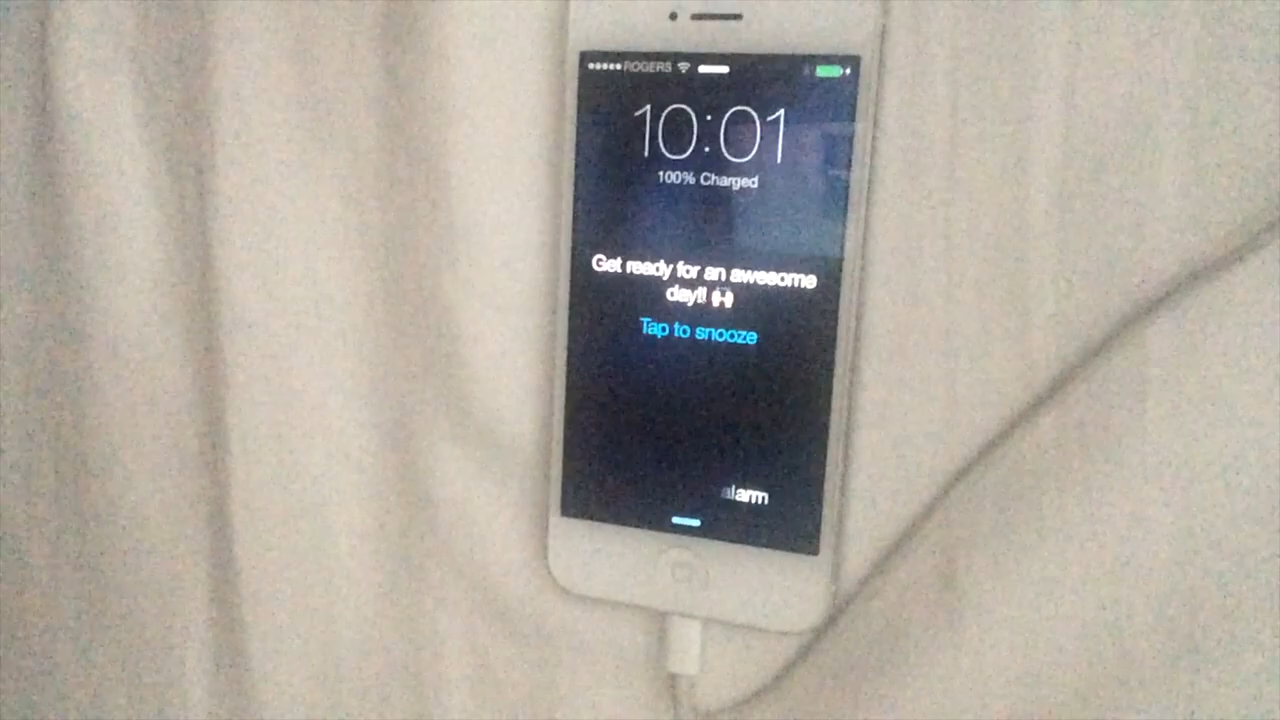 ROGERS
10:01
100% Charged
Get ready for an awesome
day!!
Tap to snooze
alarm